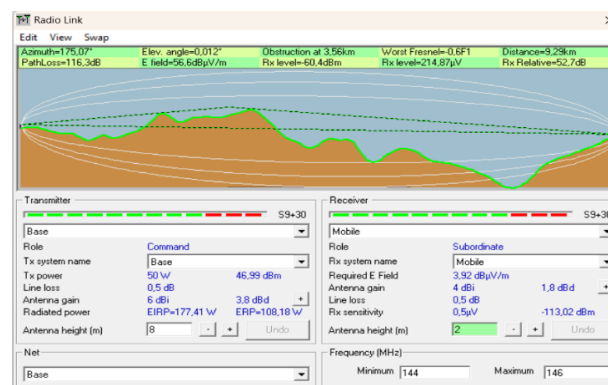 Radio Link
Edit View Swap
Azimuth=175,07° Elev. angle=0,012° Obstruction at 3,56km Worst Fresnel=-0,6F1 Distance=9,29km
PathLoss=116,3dB E field=56,6dBµV/m Rx level=-60,4dBm Rx level=214,87µV Rx Relative=52,7dB
Transmitter
S9+30
Base
Role Command
Tx system name Base
Tx power 50 W 46,99 dBm
Line loss 0,5 dB
Antenna gain 6 dBi 3,8 dBd +
Radiated power EIRP=177,41 W ERP=108,18 W
Antenna height (m) 8 - + Undo
Net
Base
Receiver
S9+30
Mobile
Role Subordinate
Rx system name Mobile
Required E Field 3,92 dBµV/m
Antenna gain 4 dBi 1,8 dBd +
Line loss 0,5 dB
Rx sensitivity 0,5µV -113,02 dBm
Antenna height (m) 2 - + Undo
Frequency (MHz)
Minimum 144 Maximum 146